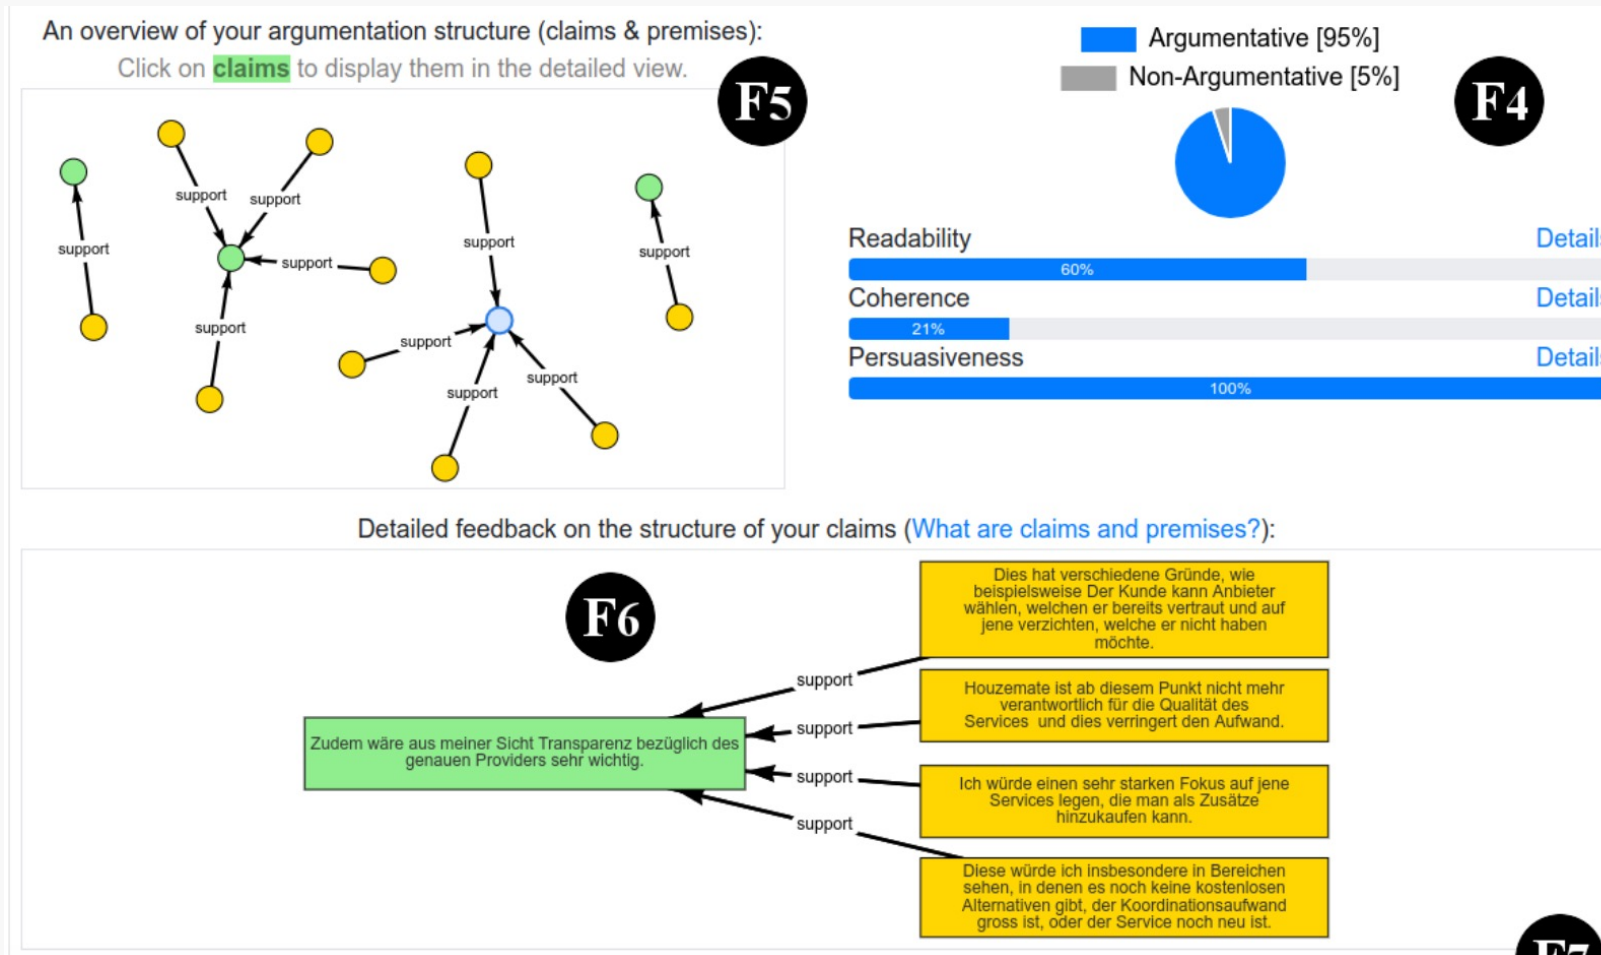 An overview of your argumentation structure (claims & premises):
Click on claims to display them in the detailed view.
F5
support
support
support
support
support
support
support
support
support
support
Argumentative [95%]
Non-Argumentative [5%]
F4
Readability
Details
60%
Coherence
Details
21%
Persuasiveness
Details
100%
Detailed feedback on the structure of your claims (What are claims and premises?):
F6
Zudem wäre aus meiner Sicht Transparenz bezüglich des
genauen Providers sehr wichtig.
support
support
support
support
Dies hat verschiedene Gründe, wie
beispielsweise Der Kunde kann Anbieter
wählen, welchen er bereits vertraut und auf
jene verzichten, welche er nicht haben
möchte.
Houzemate ist ab diesem Punkt nicht mehr
verantwortlich für die Qualität des
Services und dies verringert den Aufwand.
Ich würde einen sehr starken Fokus auf jene
Services legen, die man als Zusätze
hinzukaufen kann.
Diese würde ich insbesondere in Bereichen
sehen, in denen es noch keine kostenlosen
Alternativen gibt, der Koordinationsaufwand
gross ist, oder der Service noch neu ist.
F7